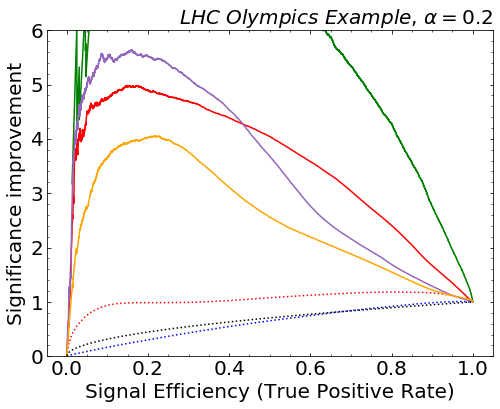 LHC Olympics Example, α = 0.2
Significance improvement
6
5
4
3
2
1
0
0.0 0.2 0.4 0.6 0.8 1.0
Signal Efficiency (True Positive Rate)